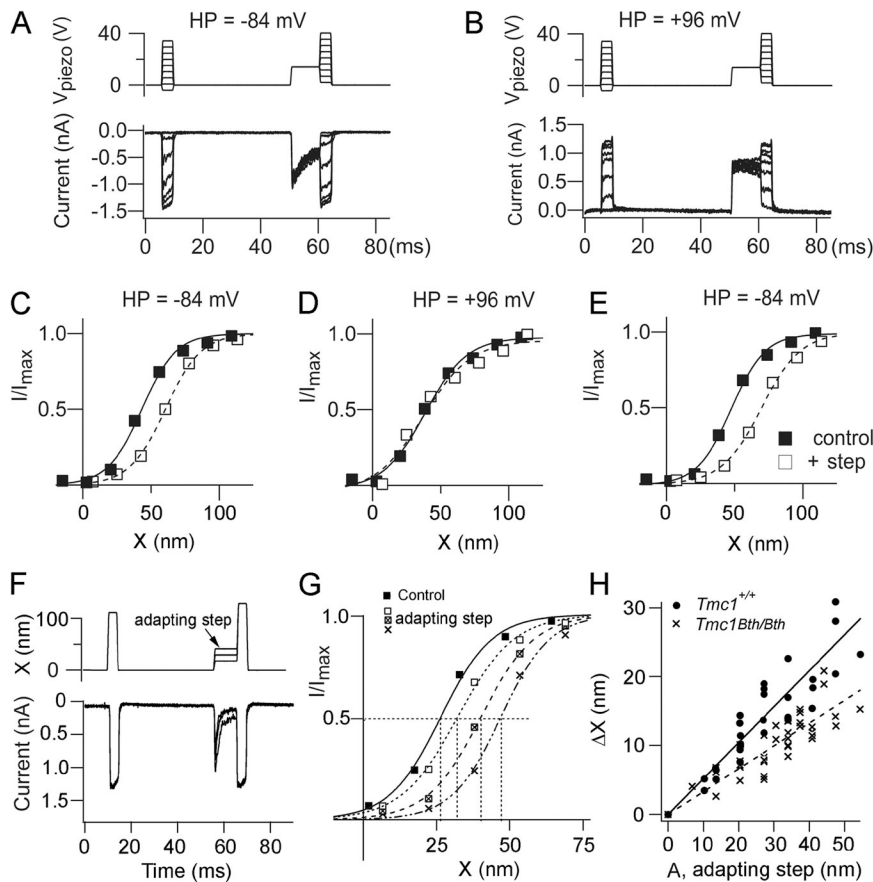 A
HP = -84 mV
V piezo (V)
40
0
Current (nA)
0.0
-0.5
-1.0
-1.5
0
20
40
60
80 (ms)
B
HP = +96 mV
V piezo (V)
40
0
Current (nA)
1.5
1.0
0.5
0.0
0
20
40
60
80 (ms)
C
HP = -84 mV
I/Imax
1.0
0.5
0
50
100
X (nm)
D
HP = +96 mV
I/Imax
1.0
0.5
0
50
100
X (nm)
E
HP = -84 mV
I/Imax
1.0
0.5
control
+ step
0
50
100
X (nm)
F
X (nm)
100
0
adapting step
Current (nA)
0
0.5
1.0
1.5
0
20
40
60
80
Time (ms)
G
Control
adapting step
I/Imax
1.0
0.5
25
50
75
X (nm)
H
Tmc1+/+
Tmc1Bth/Bth
ΔX (nm)
30
20
10
0
0
10
20
30
40
50
A, adapting step (nm)